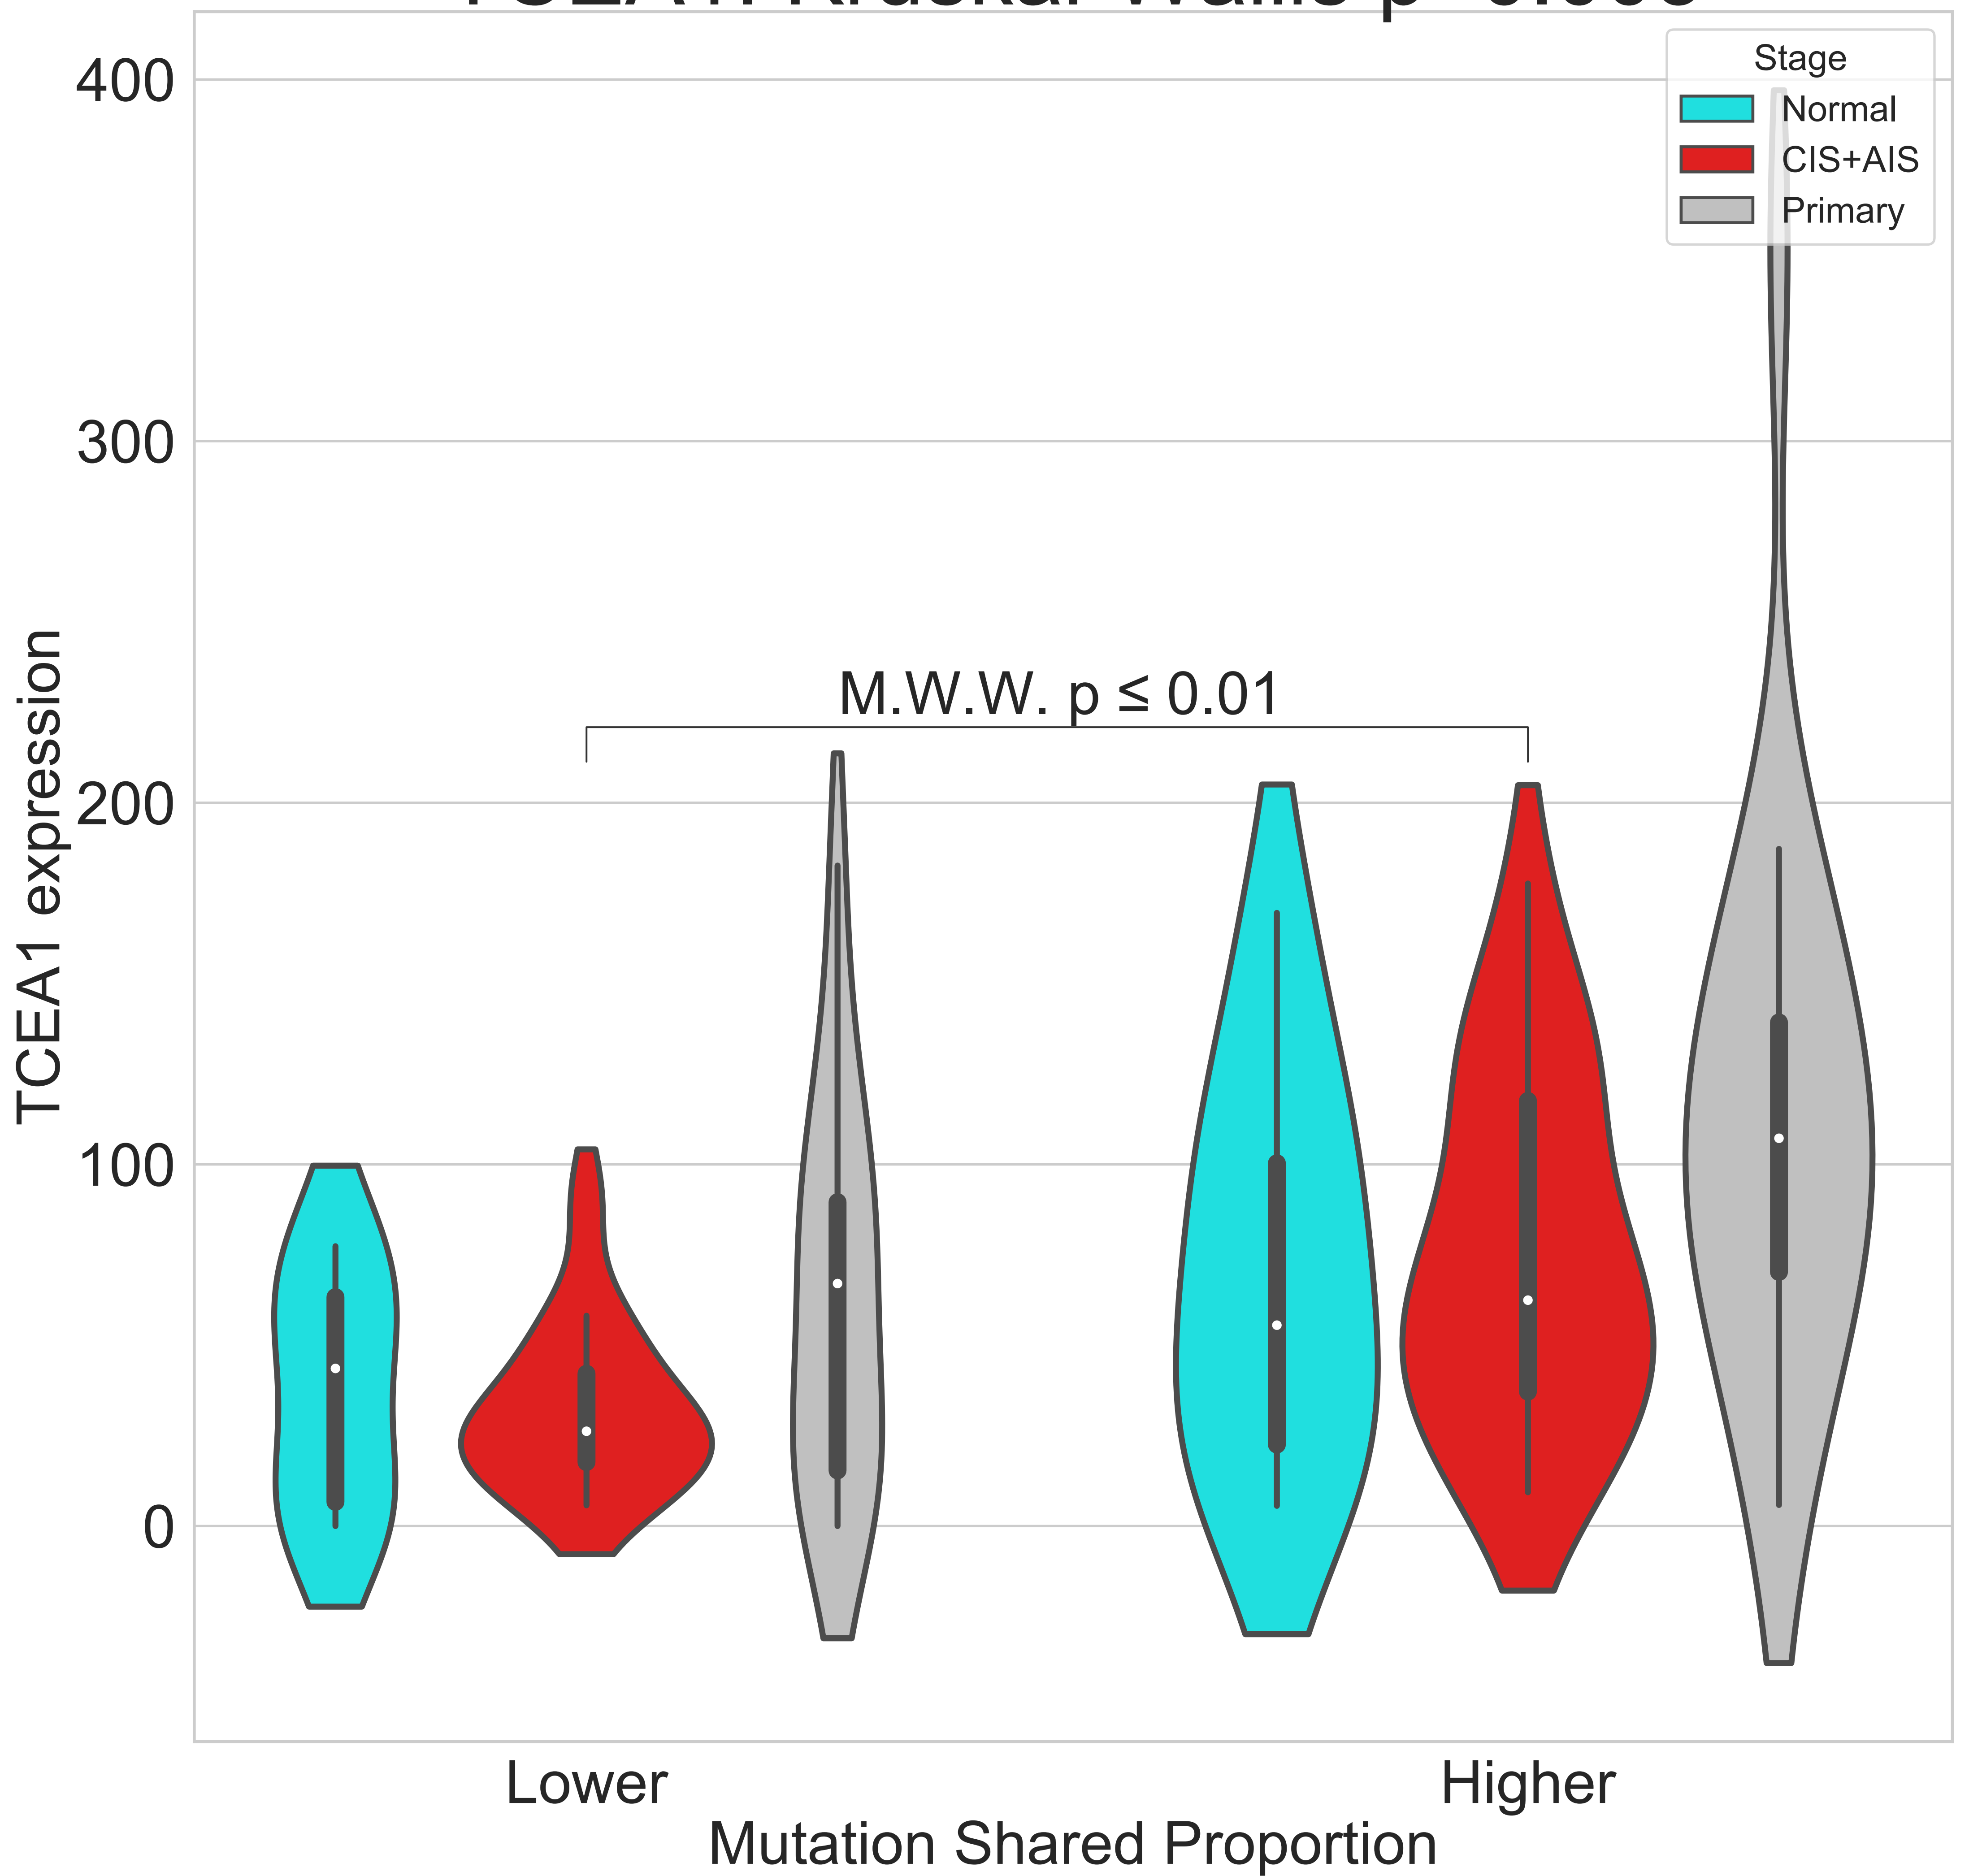 Stage
Normal
CIS+AIS
Primary
400
300
200
100
0
TCEA1 expression
M.W.W. p ≤ 0.01
Lower
Higher
Mutation Shared Proportion